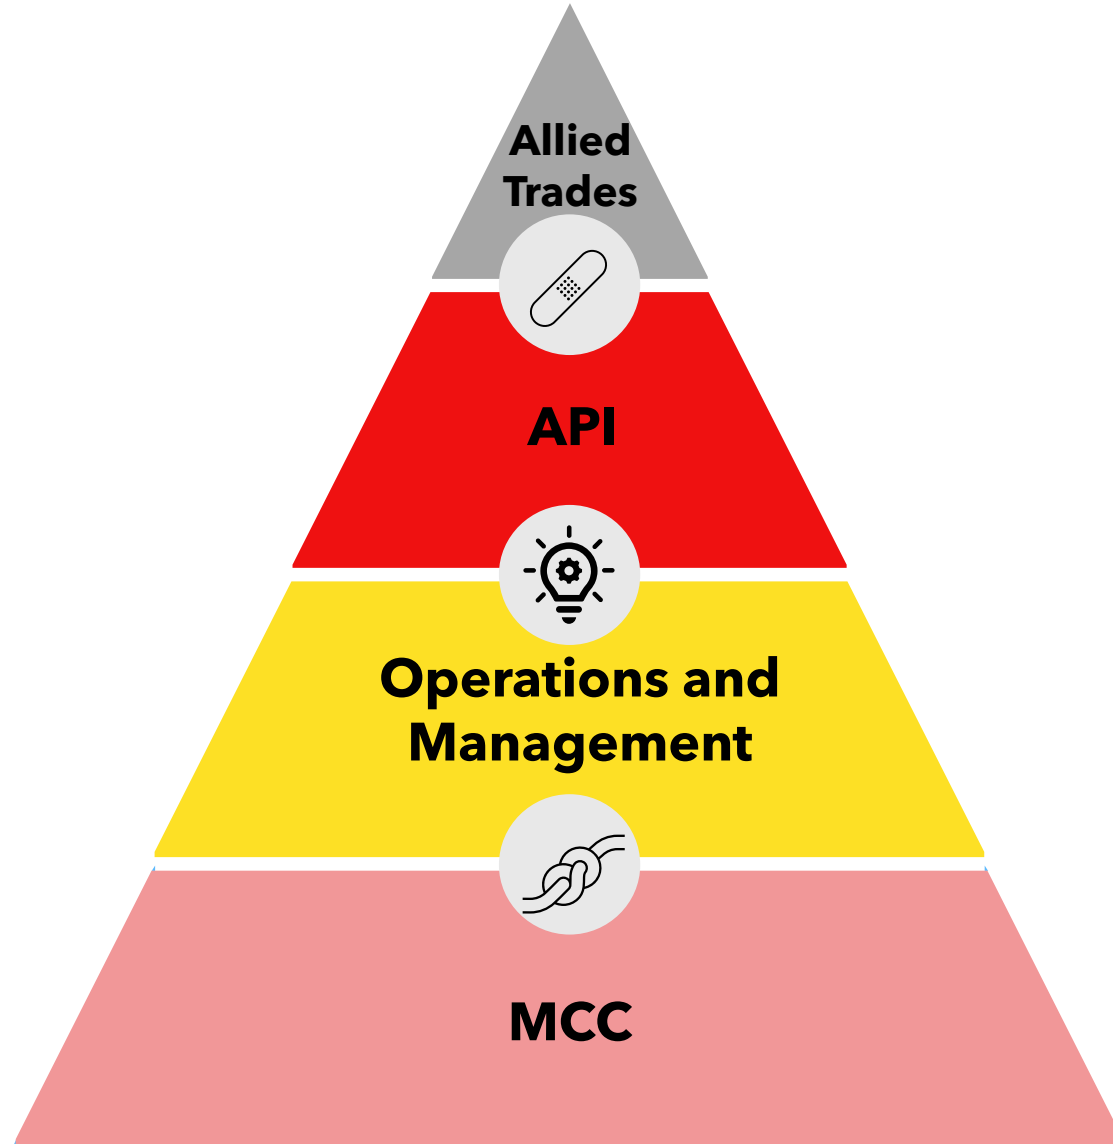 Allied
Trades
API
Operations and
Management
MCC